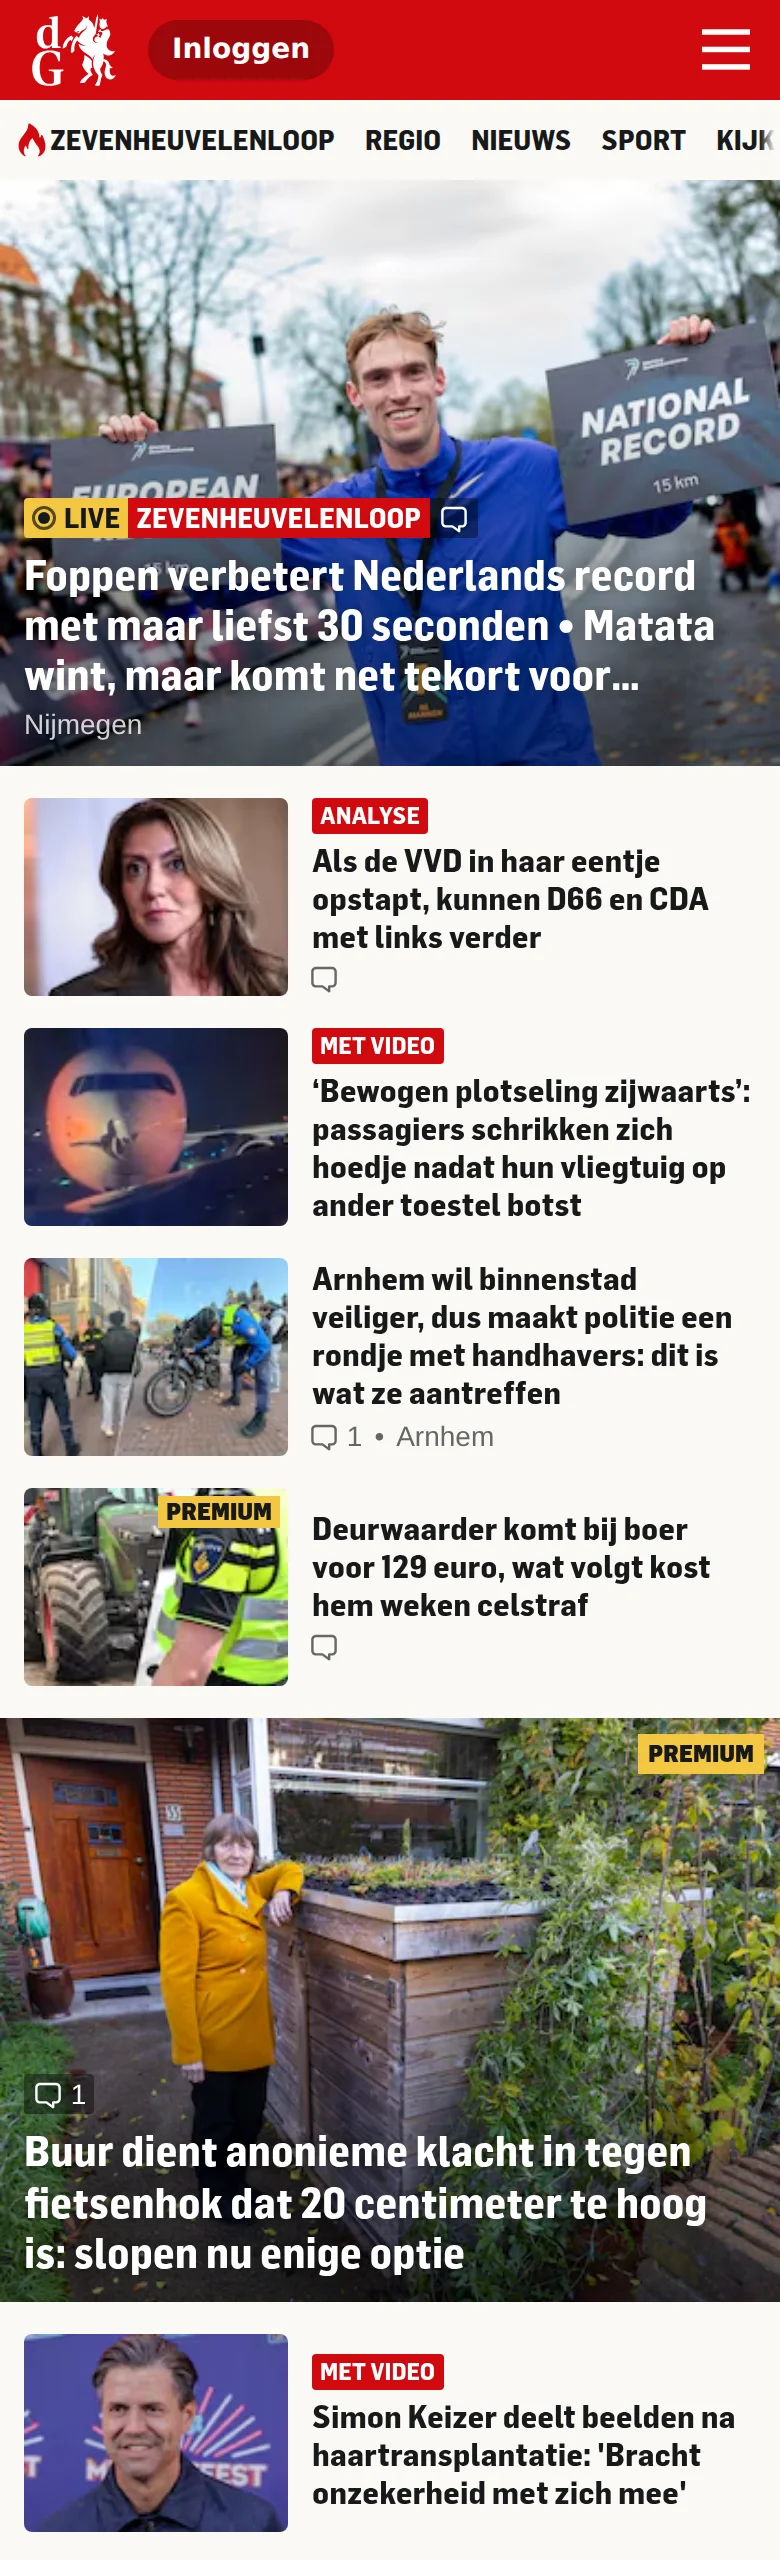 dG
Inloggen
ZEVENHEUVELENLOOP REGIO NIEUWS SPORT KIJK
NATIONAL
RECORD
15 km
EUROPEAN
LIVE ZEVENHEUVELENLOOP
Foppen verbetert Nederlands record
met maar liefst 30 seconden • Matata
wint, maar komt net tekort voor...
Nijmegen
ANALYSE
Als de VVD in haar eentje
opstapt, kunnen D66 en CDA
met links verder
MET VIDEO
‘Bewogen plotseling zijwaarts’:
passagiers schrikken zich
hoedje nadat hun vliegtuig op
ander toestel botst
Arnhem wil binnenstad
veiliger, dus maakt politie een
rondje met handhavers: dit is
wat ze aantreffen
1 • Arnhem
PREMIUM
Deurwaarder komt bij boer
voor 129 euro, wat volgt kost
hem weken celstraf
PREMIUM
1
Buur dient anonieme klacht in tegen
fietsenhok dat 20 centimeter te hoog
is: slopen nu enige optie
MET VIDEO
Simon Keizer deelt beelden na
haartransplantatie: 'Bracht
onzekerheid met zich mee'